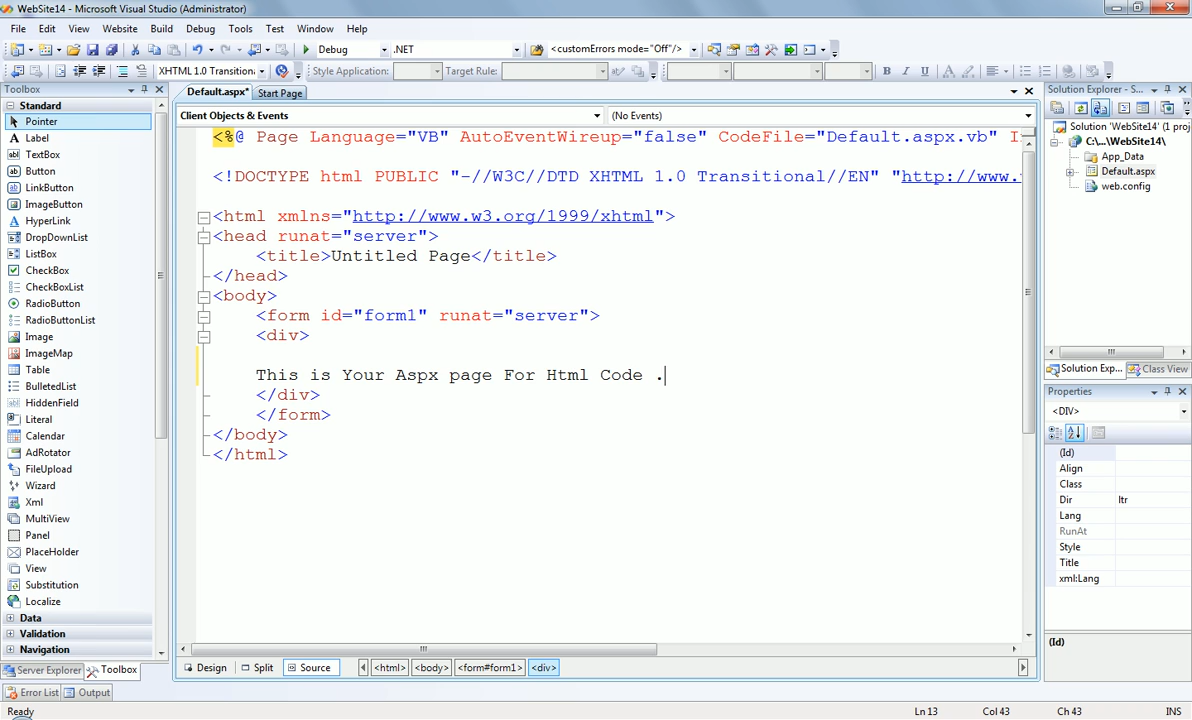 WebSite14 - Microsoft Visual Studio (Administrator)
File Edit View Website Build Debug Tools Test Window Help
Debug .NET <customErrors mode="Off"/>
XHTML 1.0 Transition: Style Application: Target Rule: B I U A
Toolbox
Standard
Pointer
Label
TextBox
Button
LinkButton
ImageButton
HyperLink
DropDownList
ListBox
CheckBox
CheckBoxList
RadioButton
RadioButtonList
Image
ImageMap
Table
BulletedList
HiddenField
Literal
Calendar
AdRotator
FileUpload
Wizard
Xml
MultiView
Panel
PlaceHolder
View
Substitution
Localize
Data
Validation
Navigation
Server Explorer Toolbox
Error List Output
Default.aspx* Start Page
Client Objects & Events (No Events)
<%@ Page Language="VB" AutoEventWireup="false" CodeFile="Default.aspx.vb" I
<!DOCTYPE html PUBLIC "-//W3C//DTD XHTML 1.0 Transitional//EN" "http://www.
<html xmlns="http://www.w3.org/1999/xhtml">
<head runat="server">
<title>Untitled Page</title>
</head>
<body>
<form id="form1" runat="server">
<div>
This is Your Aspx page For Html Code .
</div>
</form>
</body>
</html>
Design Split Source <html> <body> <form#form1> <div>
Solution Explorer - S...
Solution 'WebSite14' (1 proj
C:\...\WebSite14\
App_Data
Default.aspx
web.config
Solution Exp... Class View
Properties
<DIV>
(Id)
Align
Class
Dir ltr
Lang
RunAt
Style
Title
xml:Lang
(Id)
Ready Ln 13 Col 43 Ch 43 INS